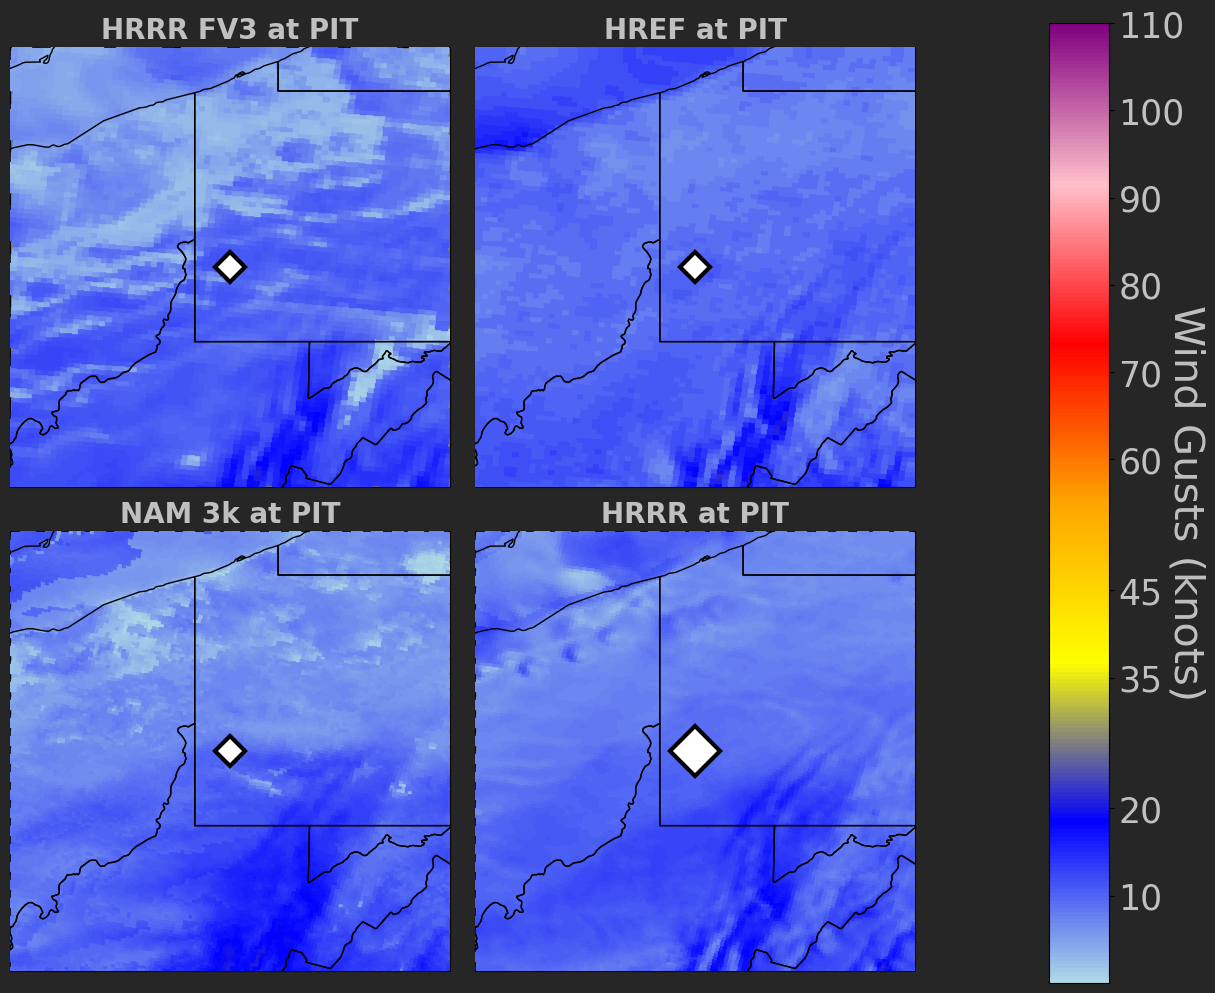 HRRR FV3 at PIT
HREF at PIT
NAM 3k at PIT
HRRR at PIT
110
100
90
80
70
60
45
35
20
10
Wind Gusts (knots)